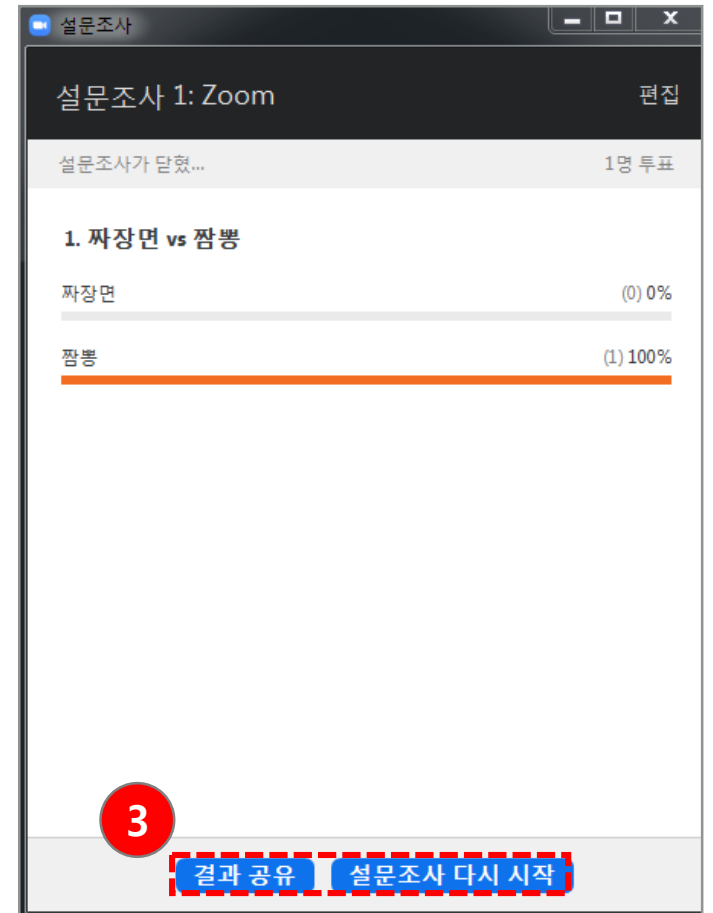 설문조사
설문조사 1: Zoom 편집
설문조사가 닫혔... 1명 투표
1. 짜장면 vs 짬뽕
짜장면 (0) 0%
짬뽕 (1) 100%
3
결과 공유 설문조사 다시 시작